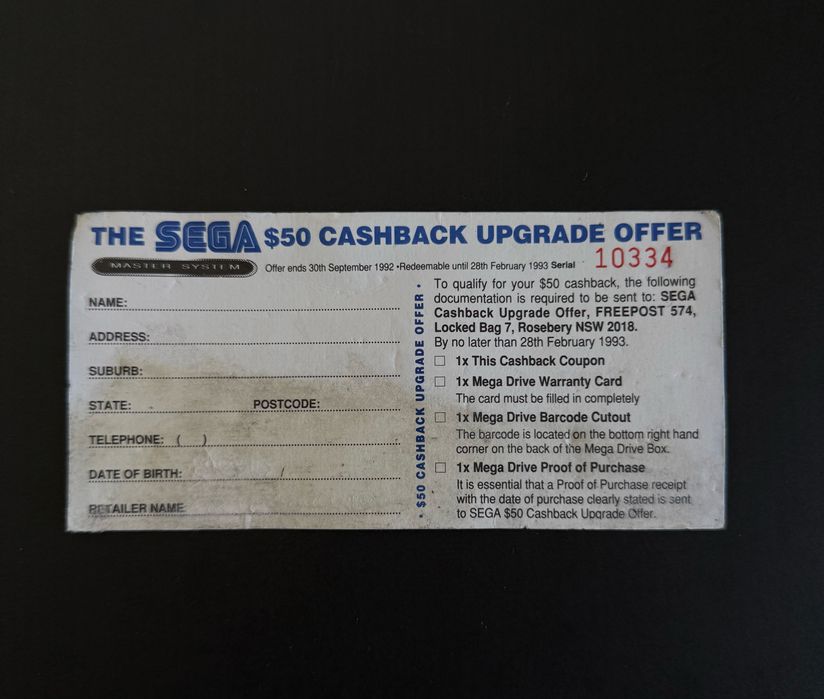 THE SEGA $50 CASHBACK UPGRADE OFFER
MASTER SYSTEM
Offer ends 30th September 1992 •Redeemable until 28th February 1993 Serial 10334
NAME:
ADDRESS:
SUBURB:
STATE: POSTCODE:
TELEPHONE: ( )
DATE OF BIRTH: /
RETAILER NAME
• $50 CASHBACK UPGRADE OFFER •
To qualify for your $50 cashback, the following
documentation is required to be sent to: SEGA
Cashback Upgrade Offer, FREEPOST 574,
Locked Bag 7, Rosebery NSW 2018.
By no later than 28th February 1993.
1x This Cashback Coupon
1x Mega Drive Warranty Card
The card must be filled in completely
1x Mega Drive Barcode Cutout
The barcode is located on the bottom right hand
corner on the back of the Mega Drive Box.
1x Mega Drive Proof of Purchase
It is essential that a Proof of Purchase receipt
with the date of purchase clearly stated is sent
to SEGA $50 Cashback Upgrade Offer.